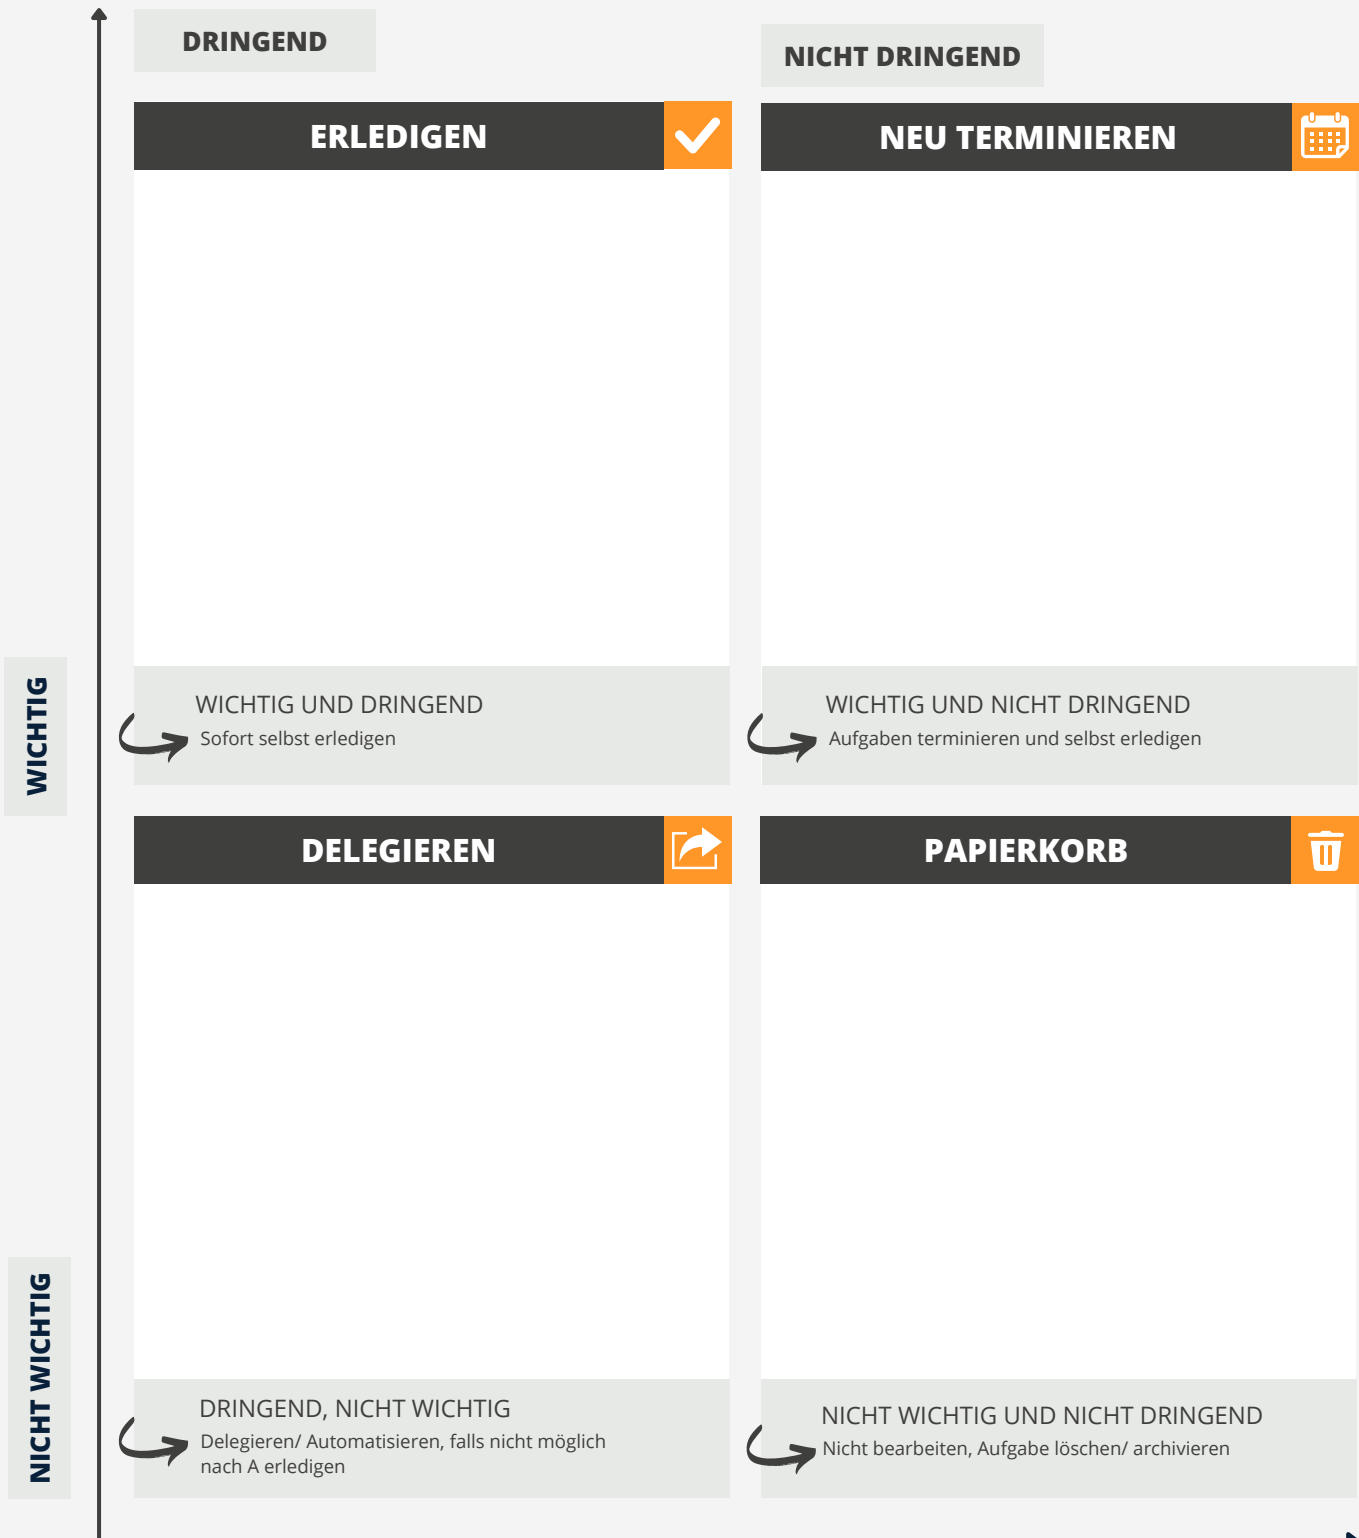 DRINGEND
NICHT DRINGEND
ERLEDIGEN
NEU TERMINIEREN
WICHTIG
WICHTIG UND DRINGEND
Sofort selbst erledigen
WICHTIG UND NICHT DRINGEND
Aufgaben terminieren und selbst erledigen
DELEGIEREN
PAPIERKORB
NICHT WICHTIG
DRINGEND, NICHT WICHTIG
Delegieren/ Automatisieren, falls nicht möglich
nach A erledigen
NICHT WICHTIG UND NICHT DRINGEND
Nicht bearbeiten, Aufgabe löschen/ archivieren